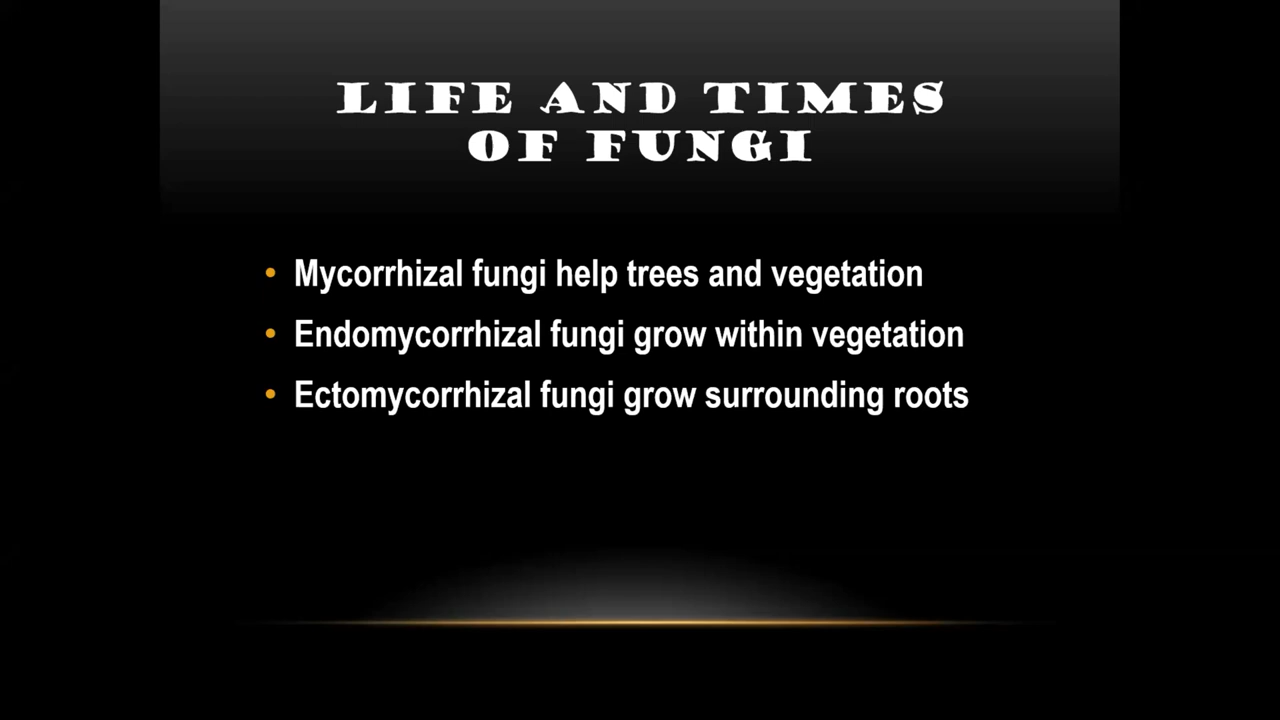 LIFE AND TIMES
OF FUNGI
• Mycorrhizal fungi help trees and vegetation
• Endomycorrhizal fungi grow within vegetation
• Ectomycorrhizal fungi grow surrounding roots